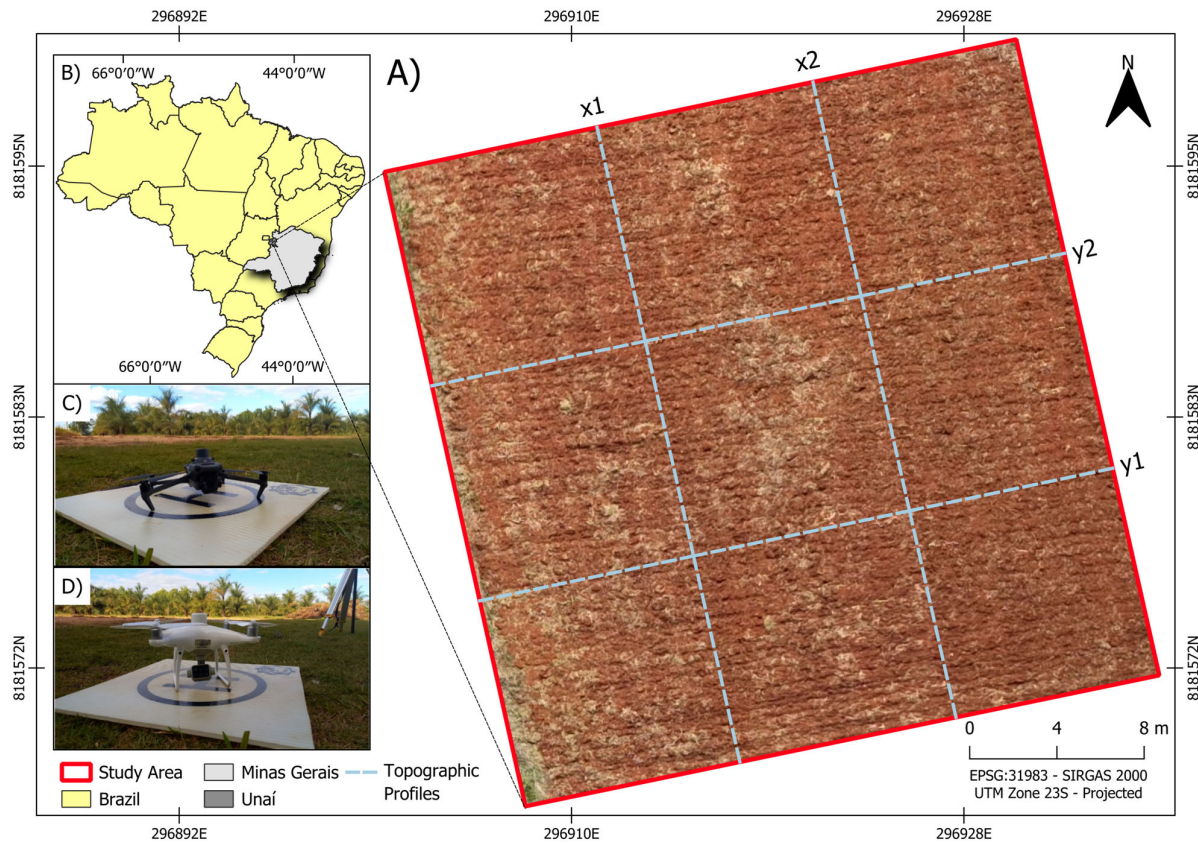 296892E
296910E
296928E
B)
66°0′0″W
44°0′0″W
A)
x1
x2
N
8181595N
8181595N
y2
66°0′0″W
44°0′0″W
C)
8181583N
8181583N
y1
D)
8181572N
8181572N
0 4 8 m
EPSG:31983 - SIRGAS 2000
UTM Zone 23S - Projected
Study Area
Minas Gerais
Topographic
Profiles
Brazil
Unaí
296892E
296910E
296928E